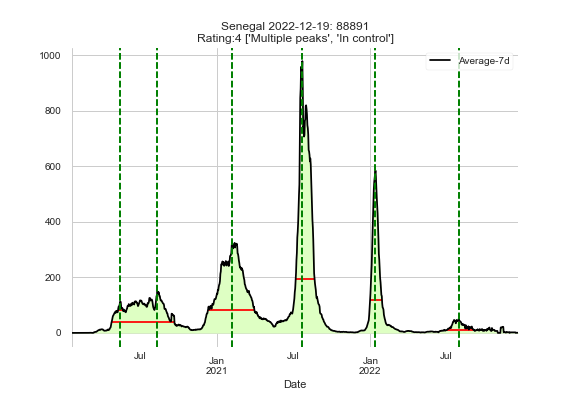 Senegal 2022-12-19: 88891
Rating:4 ['Multiple peaks', 'In control']
Average-7d
1000
800
600
400
200
0
Jul
Jan
2021
Jul
Jan
2022
Jul
Date